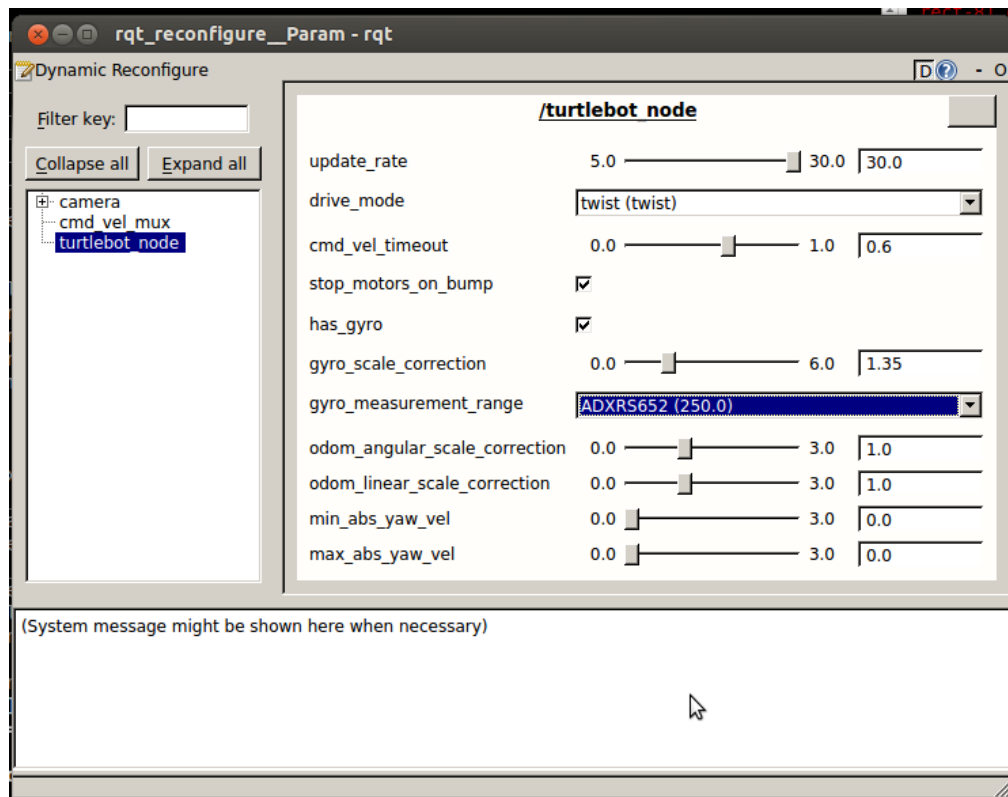 rqt_reconfigure__Param - rqt
Dynamic Reconfigure
D - O
Filter key:
Collapse all Expand all
camera
cmd_vel_mux
turtlebot_node
/turtlebot_node
update_rate 5.0 30.0 30.0
drive_mode twist (twist)
cmd_vel_timeout 0.0 1.0 0.6
stop_motors_on_bump
has_gyro
gyro_scale_correction 0.0 6.0 1.35
gyro_measurement_range ADXRS652 (250.0)
odom_angular_scale_correction 0.0 3.0 1.0
odom_linear_scale_correction 0.0 3.0 1.0
min_abs_yaw_vel 0.0 3.0 0.0
max_abs_yaw_vel 0.0 3.0 0.0
(System message might be shown here when necessary)